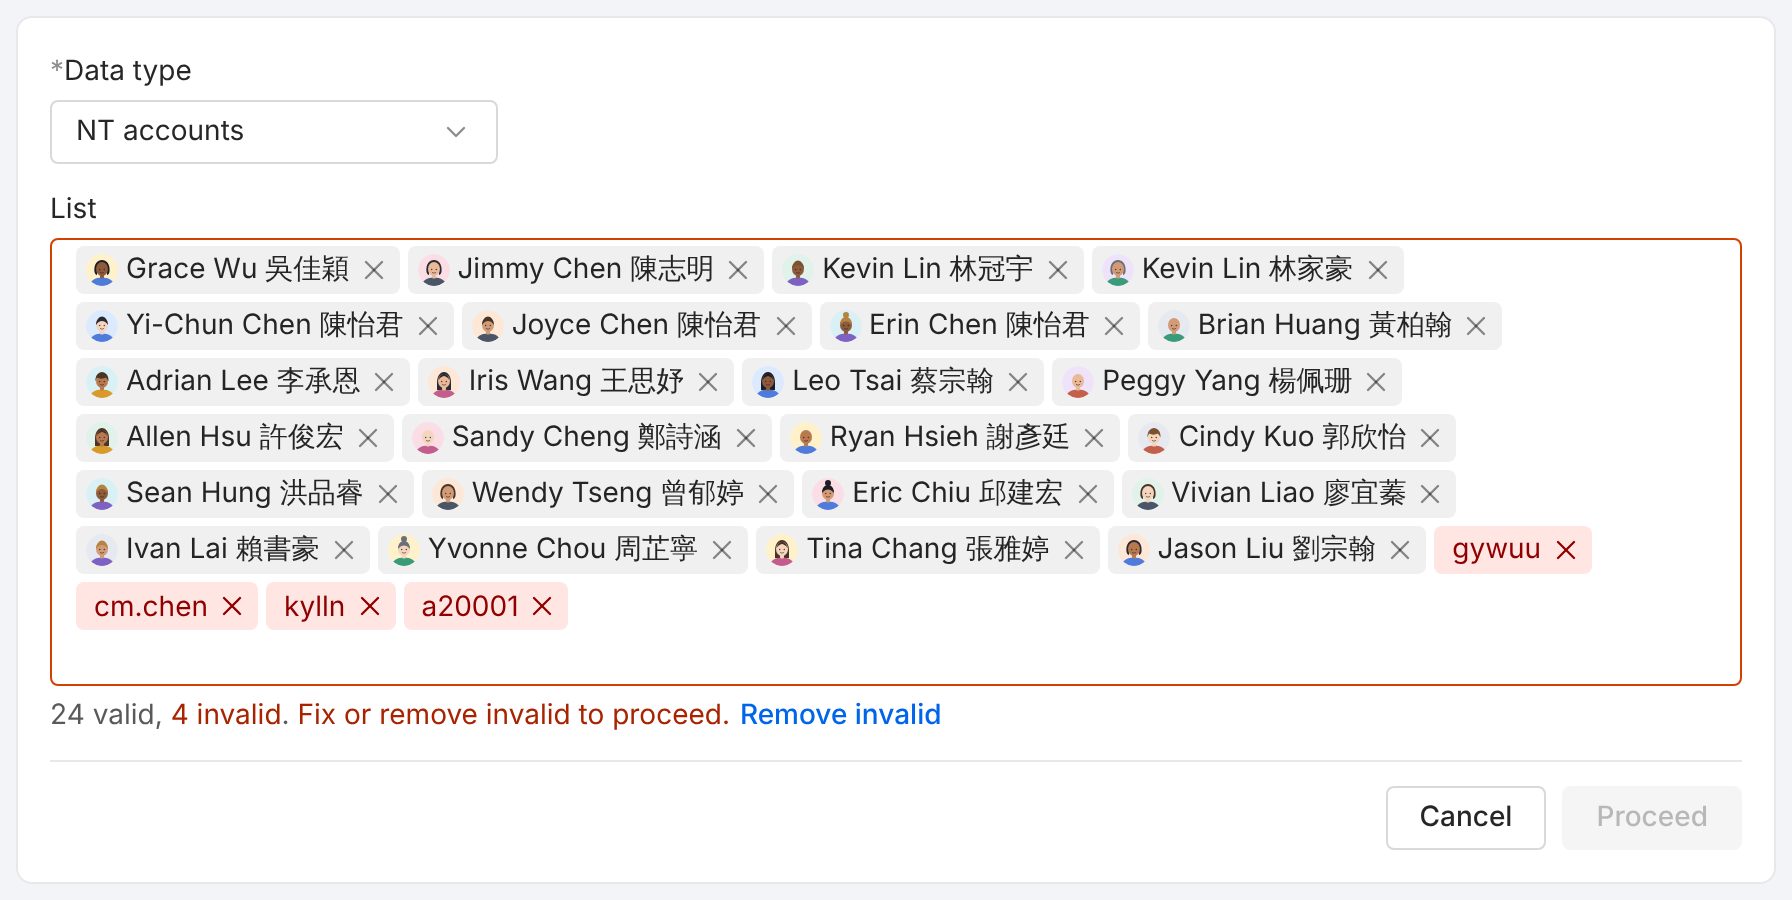 *Data type
NT accounts
List
Grace Wu 吳佳穎 Jimmy Chen 陳志明 Kevin Lin 林冠宇 Kevin Lin 林家豪
Yi-Chun Chen 陳怡君 Joyce Chen 陳怡君 Erin Chen 陳怡君 Brian Huang 黃柏翰
Adrian Lee 李承恩 Iris Wang 王思妤 Leo Tsai 蔡宗翰 Peggy Yang 楊佩珊
Allen Hsu 許俊宏 Sandy Cheng 鄭詩涵 Ryan Hsieh 謝彥廷 Cindy Kuo 郭欣怡
Sean Hung 洪品睿 Wendy Tseng 曾郁婷 Eric Chiu 邱建宏 Vivian Liao 廖宜蓁
Ivan Lai 賴書豪 Yvonne Chou 周芷寧 Tina Chang 張雅婷 Jason Liu 劉宗翰 gywuu
cm.chen kylln a20001
24 valid, 4 invalid. Fix or remove invalid to proceed. Remove invalid
Cancel Proceed